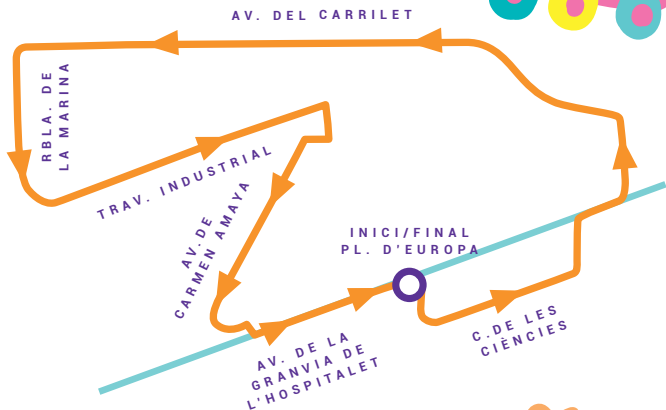 AV. DEL CARRILET
RBLA. DE
LA MARINA
TRAV. INDUSTRIAL
AV. DE
CARMEN AMAYA
INICI/FINAL
PL. D'EUROPA
C.DE LES
CIÈNCIES
AV. DE LA
GRANVIA DE
L'HOSPITALET